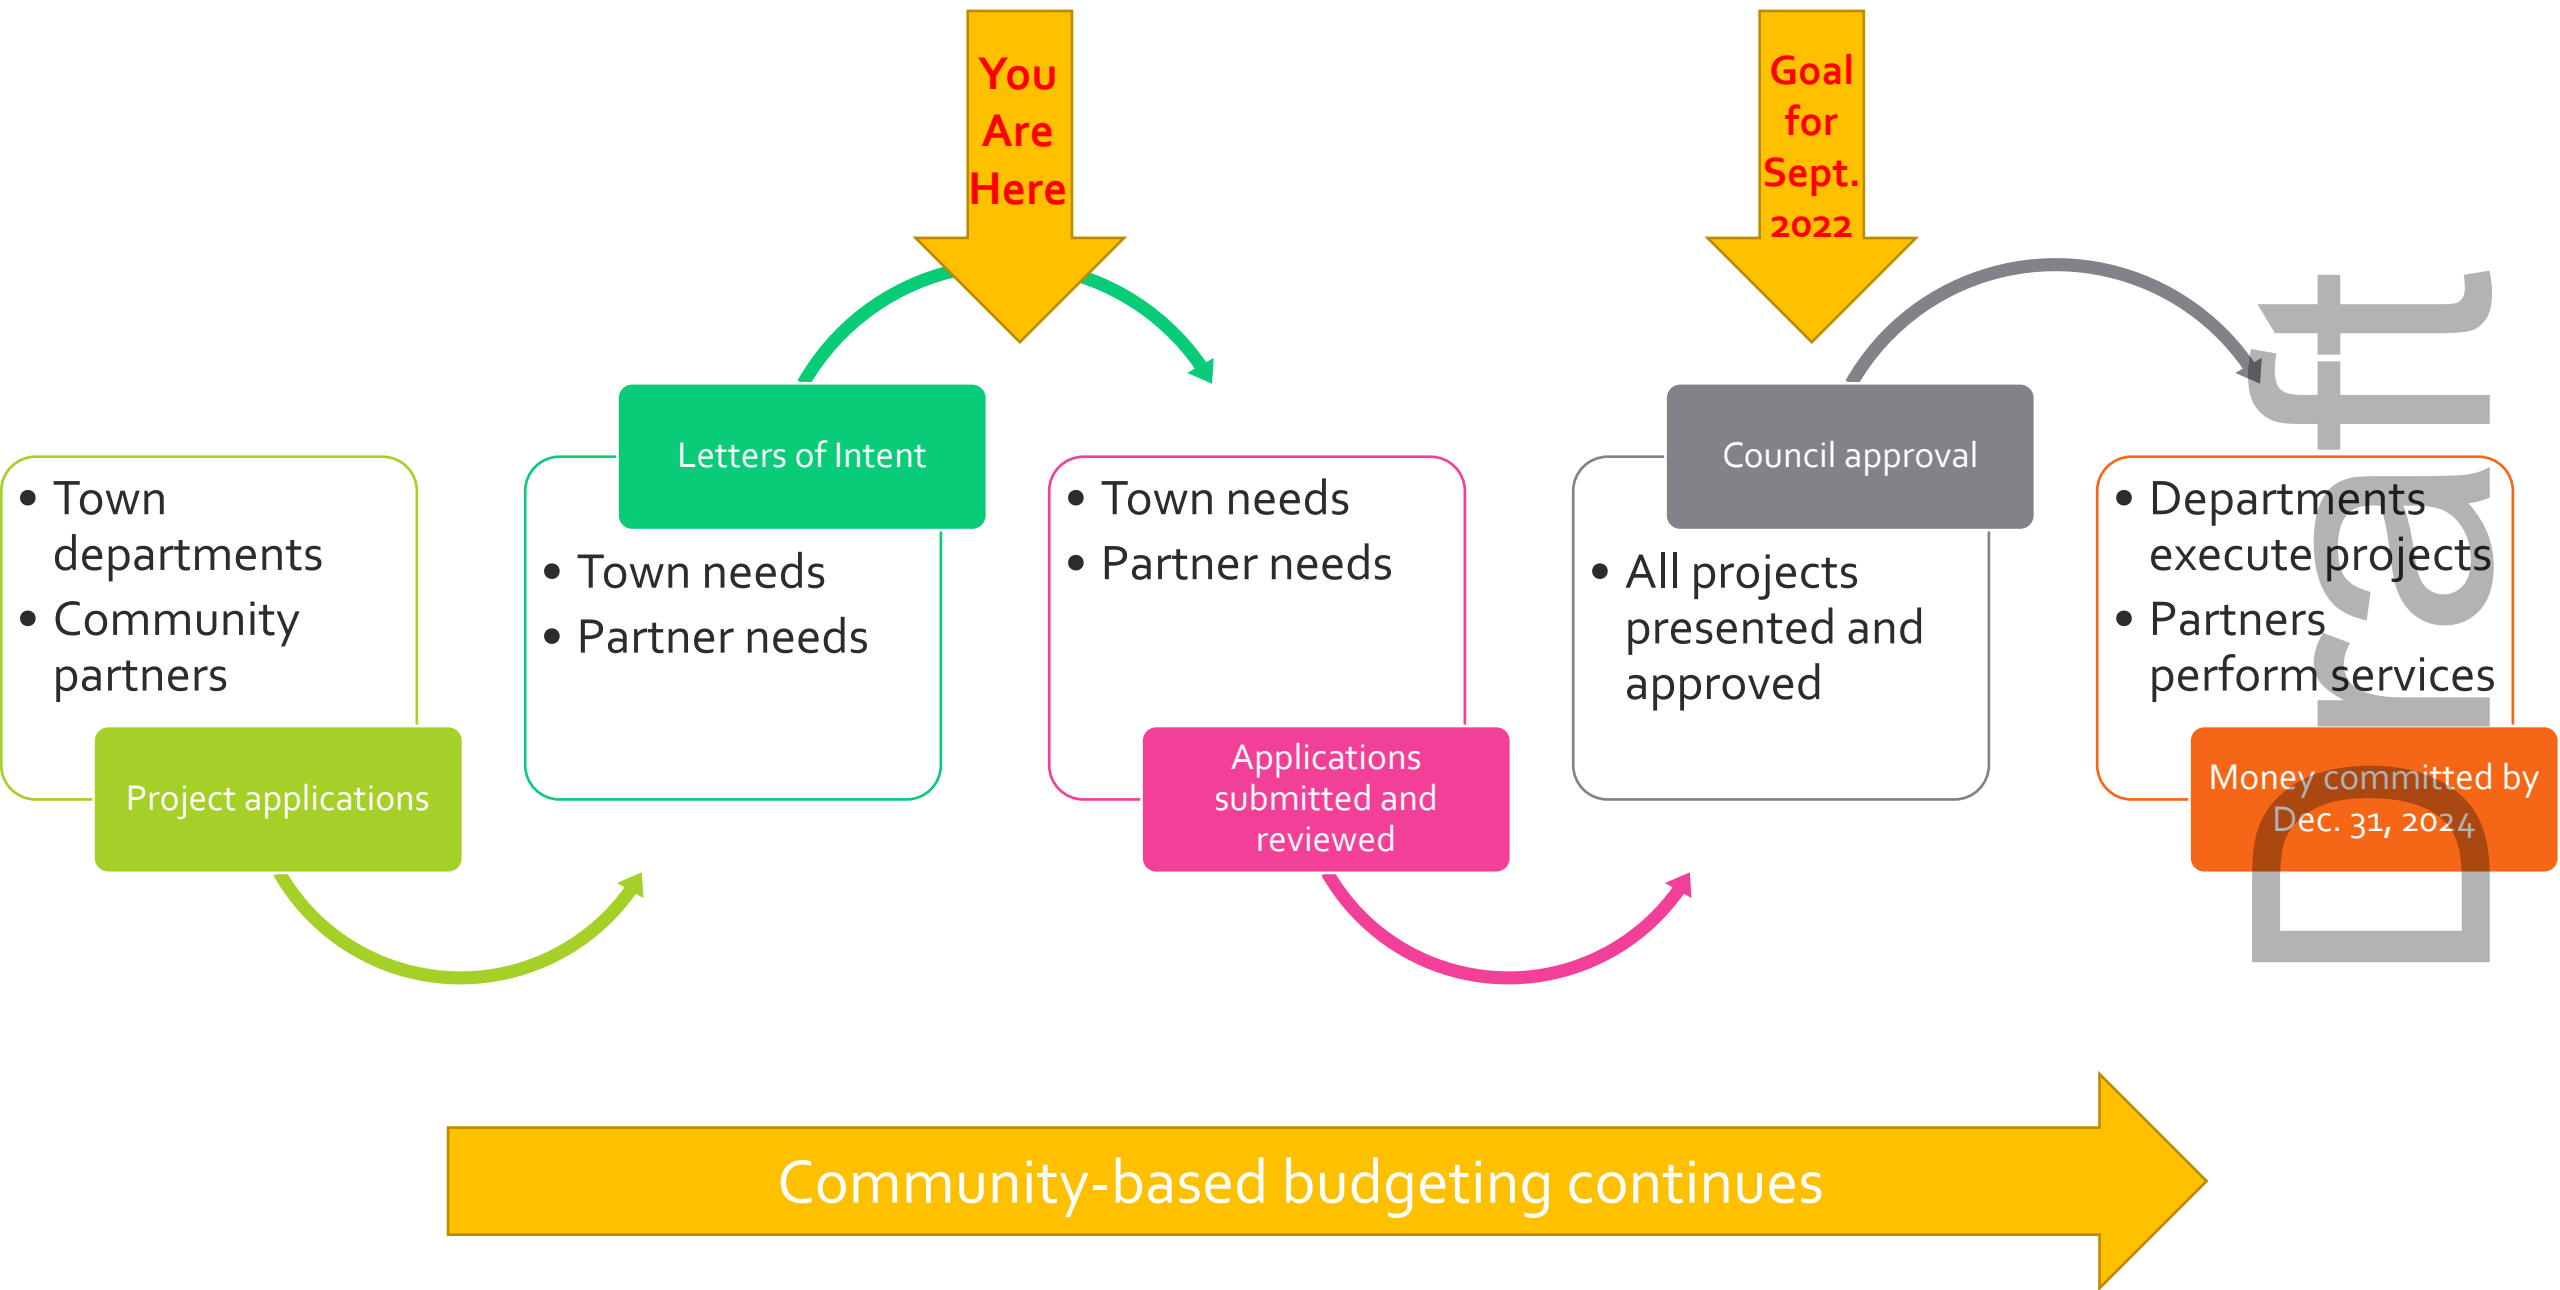 You
Are
Here
Goal
for
Sept.
2022
• Town
departments
• Community
partners
Project applications
Letters of Intent
• Town needs
• Partner needs
• Town needs
• Partner needs
Applications
submitted and
reviewed
Council approval
• All projects
presented and
approved
• Departments
execute projects
• Partners
perform services
Money committed by
Dec. 31, 2024
Draft
Community-based budgeting continues